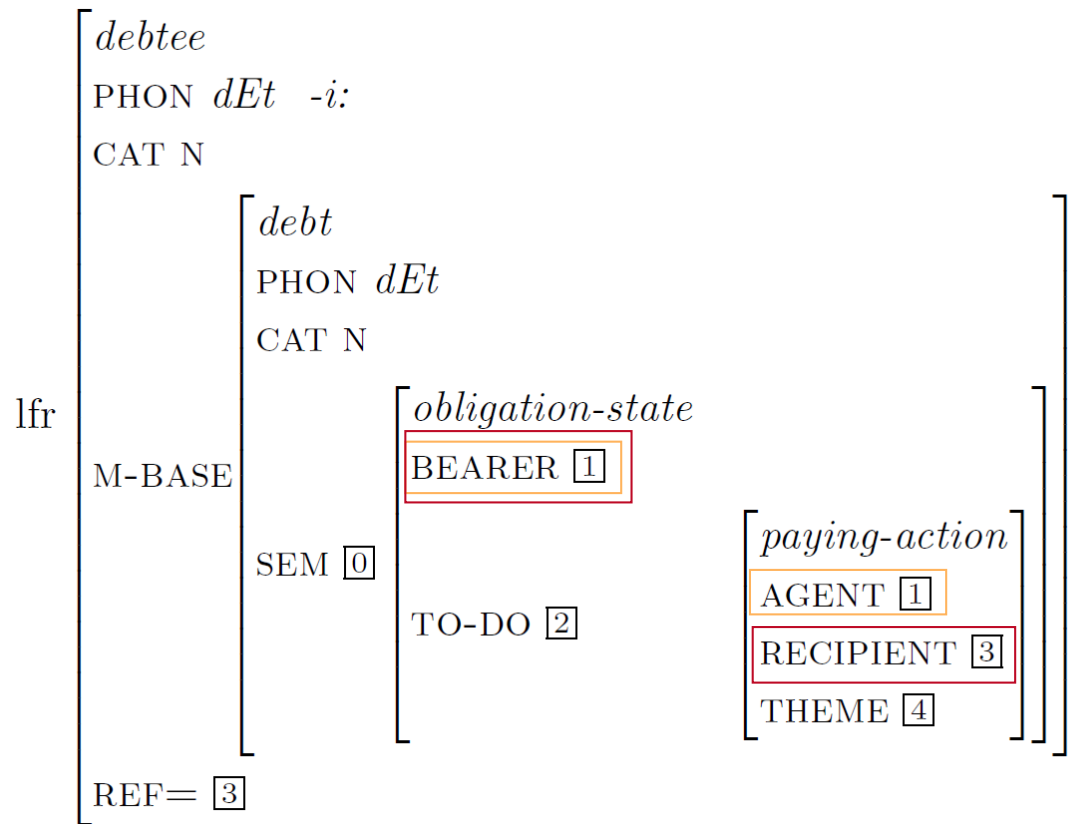 debtee
PHON dEt -i:
CAT N
debt
PHON dEt
CAT N
obligation-state
lfr
BEARER 1
M-BASE
paying-action
SEM 0
AGENT 1
TO-DO 2
RECIPIENT 3
THEME 4
REF= 3